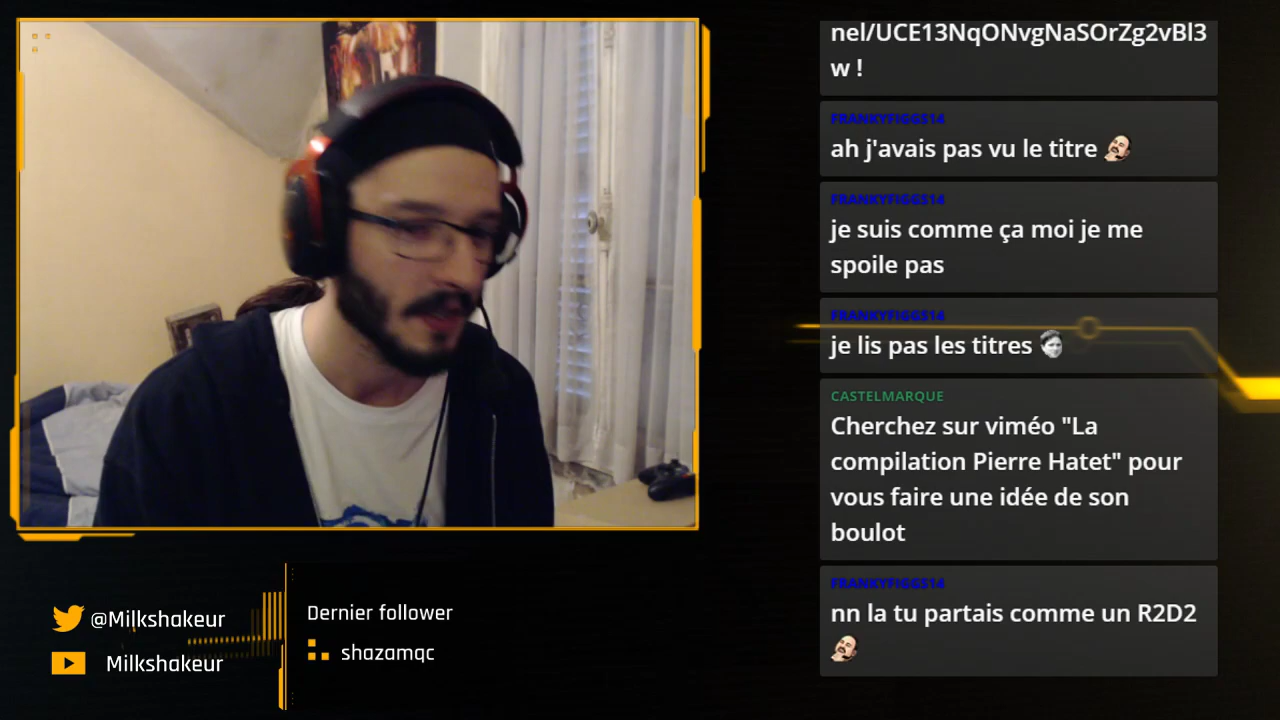 nel/UCE13NqONvgNaSOrZg2vBl3
w !
FRANKYFIGGS14
ah j'avais pas vu le titre
FRANKYFIGGS14
je suis comme ça moi je me
spoile pas
FRANKYFIGGS14
je lis pas les titres
CASTELMARQUE
Cherchez sur viméo "La
compilation Pierre Hatet" pour
vous faire une idée de son
boulot
FRANKYFIGGS14
nn la tu partais comme un R2D2
@Milkshakeur
Milkshakeur
Dernier follower
shazamqc